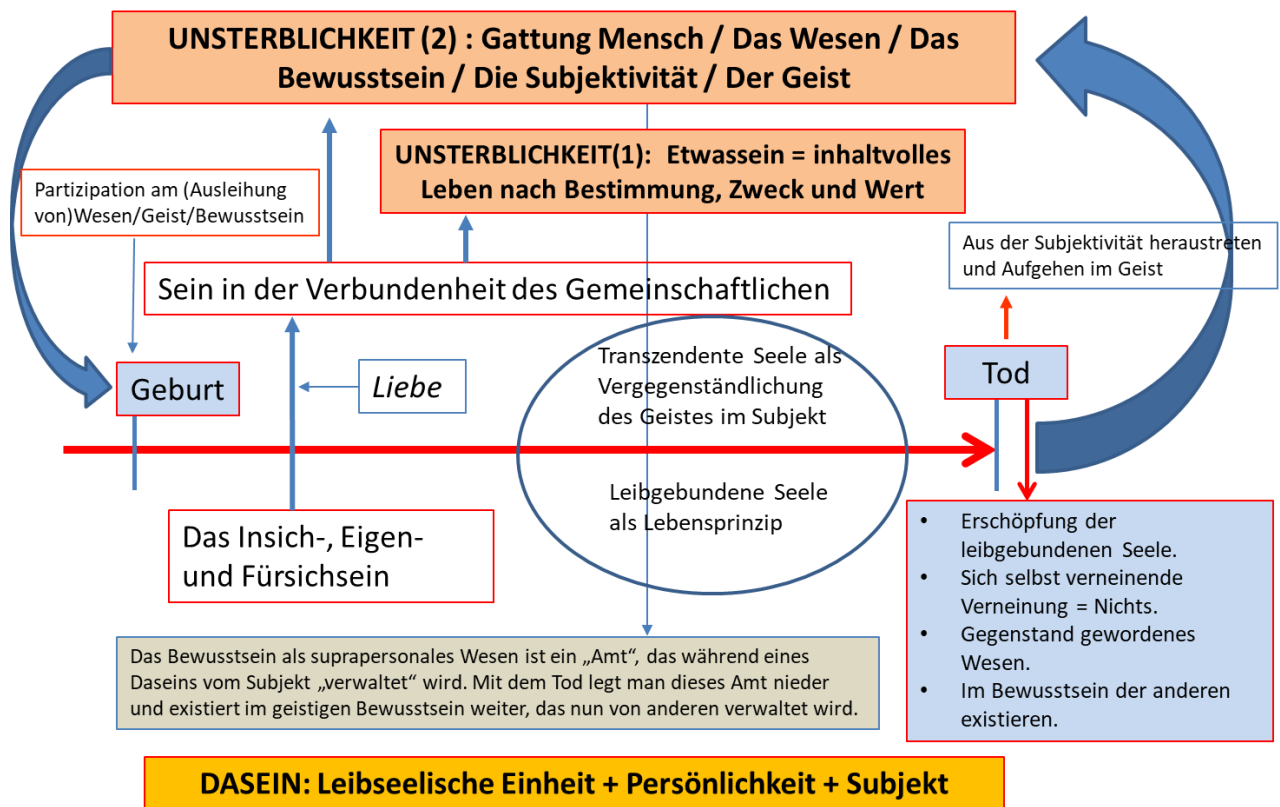 UNSTERBLICHKEIT (2) : Gattung Mensch / Das Wesen / Das
Bewusstsein / Die Subjektivität / Der Geist
UNSTERBLICHKEIT(1): Etwassein = inhaltvolles
Leben nach Bestimmung, Zweck und Wert
Partizipation am (Ausleihung
von)Wesen/Geist/Bewusstsein
Aus der Subjektivität heraustreten
und Aufgehen im Geist
Sein in der Verbundenheit des Gemeinschaftlichen
Geburt
Liebe
Transzendente Seele als
Vergegenständlichung
des Geistes im Subjekt
Tod
Leibgebundene Seele
als Lebensprinzip
Das Insich-, Eigen-
und Fürsichsein
• Erschöpfung der
leibgebundenen Seele.
• Sich selbst verneinende
Verneinung = Nichts.
• Gegenstand gewordenes
Wesen.
• Im Bewusstsein der anderen
existieren.
Das Bewusstsein als suprapersonales Wesen ist ein „Amt“, das während eines
Daseins vom Subjekt „verwaltet“ wird. Mit dem Tod legt man dieses Amt nieder
und existiert im geistigen Bewusstsein weiter, das nun von anderen verwaltet wird.
DASEIN: Leibseelische Einheit + Persönlichkeit + Subjekt